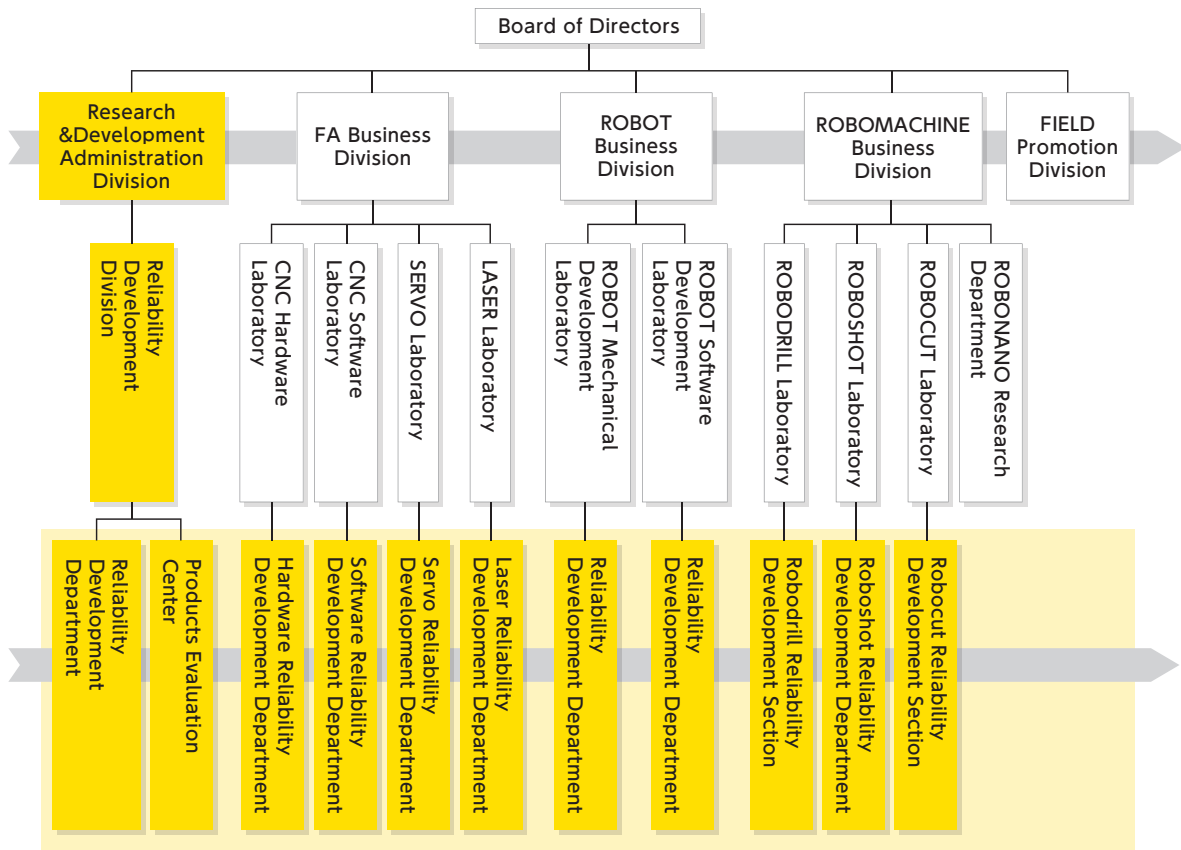 Board of Directors
Research
&Development
Administration
Division
FA Business
Division
ROBOT
Business
Division
ROBOMACHINE
Business
Division
FIELD
Promotion
Division
Reliability
Development
Division
CNC Hardware
Laboratory
CNC Software
Laboratory
SERVO Laboratory
LASER Laboratory
ROBOT Mechanical
Development
Laboratory
ROBOT Software
Development
Laboratory
ROBODRILL Laboratory
ROBOSHOT Laboratory
ROBOCUT Laboratory
ROBONANO Research
Department
Reliability
Development
Department
Products Evaluation
Center
Hardware Reliability
Development Department
Software Reliability
Development Department
Servo Reliability
Development Department
Laser Reliability
Development Department
Reliability
Development Department
Reliability
Development Department
Robodrill Reliability
Development Section
Roboshot Reliability
Development Department
Robocut Reliability
Development Section